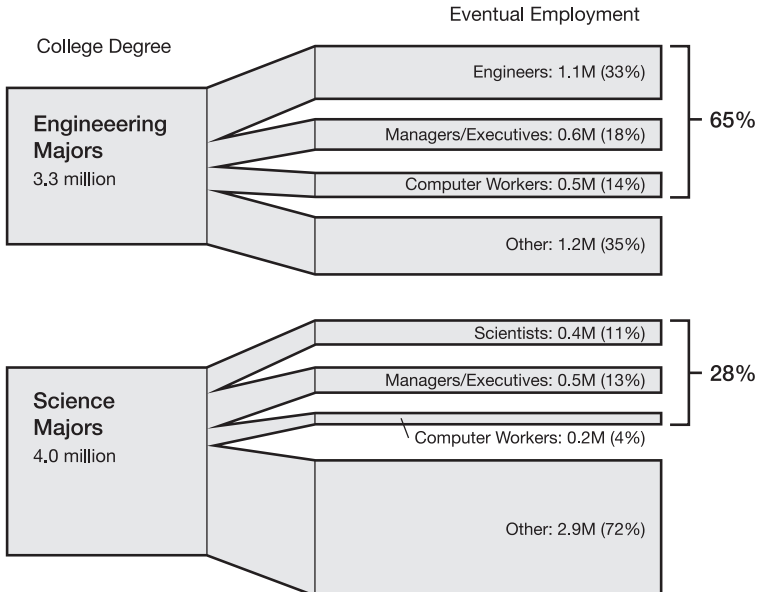 Eventual Employment
College Degree
Engineeering
Majors
3.3 million
Engineers: 1.1M (33%)
Managers/Executives: 0.6M (18%)
Computer Workers: 0.5M (14%)
Other: 1.2M (35%)
65%
Science
Majors
4.0 million
Scientists: 0.4M (11%)
Managers/Executives: 0.5M (13%)
Computer Workers: 0.2M (4%)
Other: 2.9M (72%)
28%